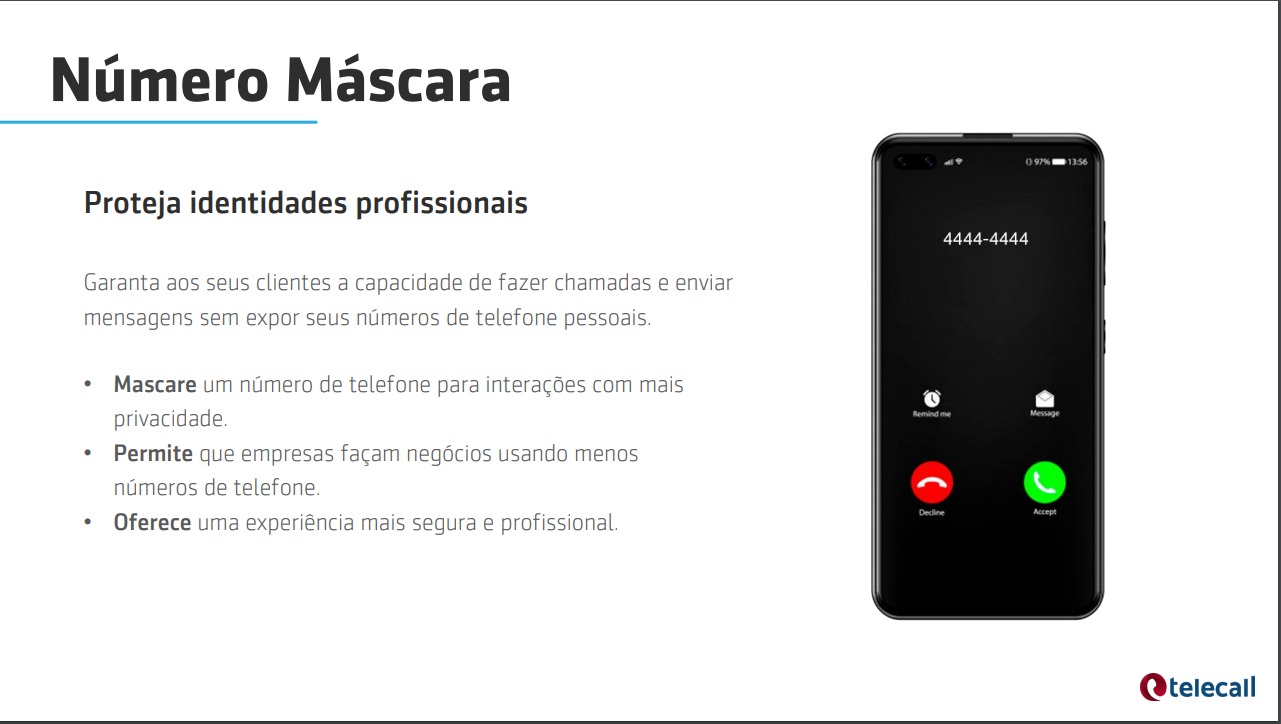 Número Máscara
Proteja identidades profissionais
Garanta aos seus clientes a capacidade de fazer chamadas e enviar
mensagens sem expor seus números de telefone pessoais.
• Mascare um número de telefone para interações com mais
privacidade.
• Permite que empresas façam negócios usando menos
números de telefone.
• Oferece uma experiência mais segura e profissional.
97% 13:56
4444-4444
Remind me
Message
Decline
Accept
telecall